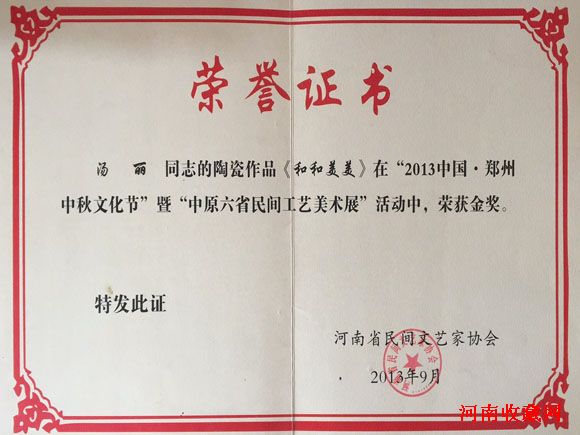 荣誉证书
汤 丽 同志的陶瓷作品《和和美美》在“2013中国·郑州
中秋文化节”暨“中原六省民间工艺美术展”活动中，荣获金奖。
特发此证
河南省民间文艺家协会
2013年9月
河南收藏网